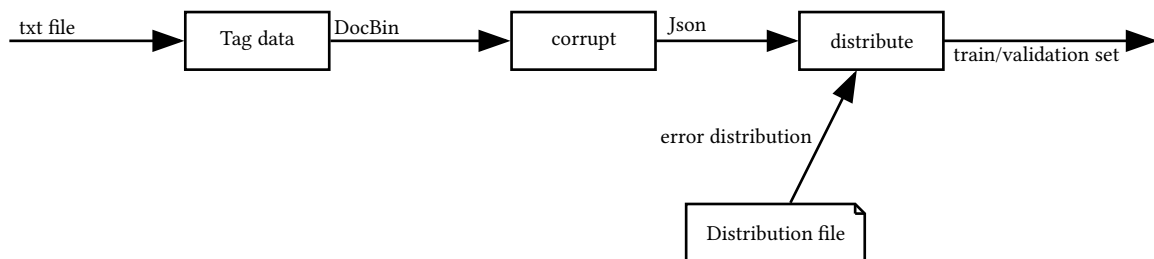 txt file
Tag data
DocBin
corrupt
Json
distribute
train/validation set
error distribution
Distribution file